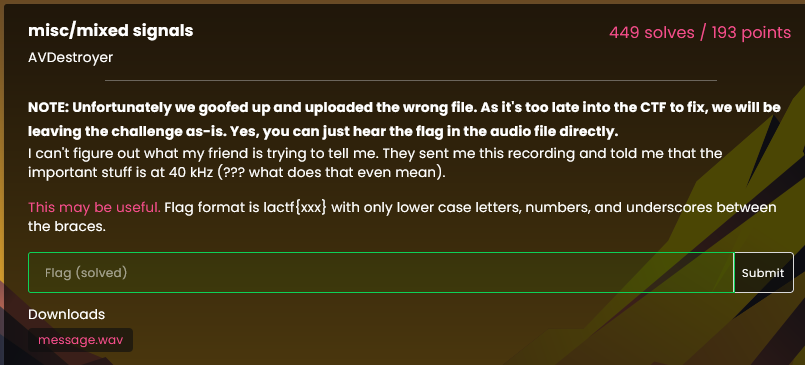 misc/mixed signals
449 solves / 193 points
AVDestroyer
NOTE: Unfortunately we goofed up and uploaded the wrong file. As it's too late into the CTF to fix, we will be
leaving the challenge as-is. Yes, you can just hear the flag in the audio file directly.
I can't figure out what my friend is trying to tell me. They sent me this recording and told me that the
important stuff is at 40 kHz (??? what does that even mean).
This may be useful. Flag format is lactf{xxx} with only lower case letters, numbers, and underscores between
the braces.
Flag (solved)
Submit
Downloads
message.wav